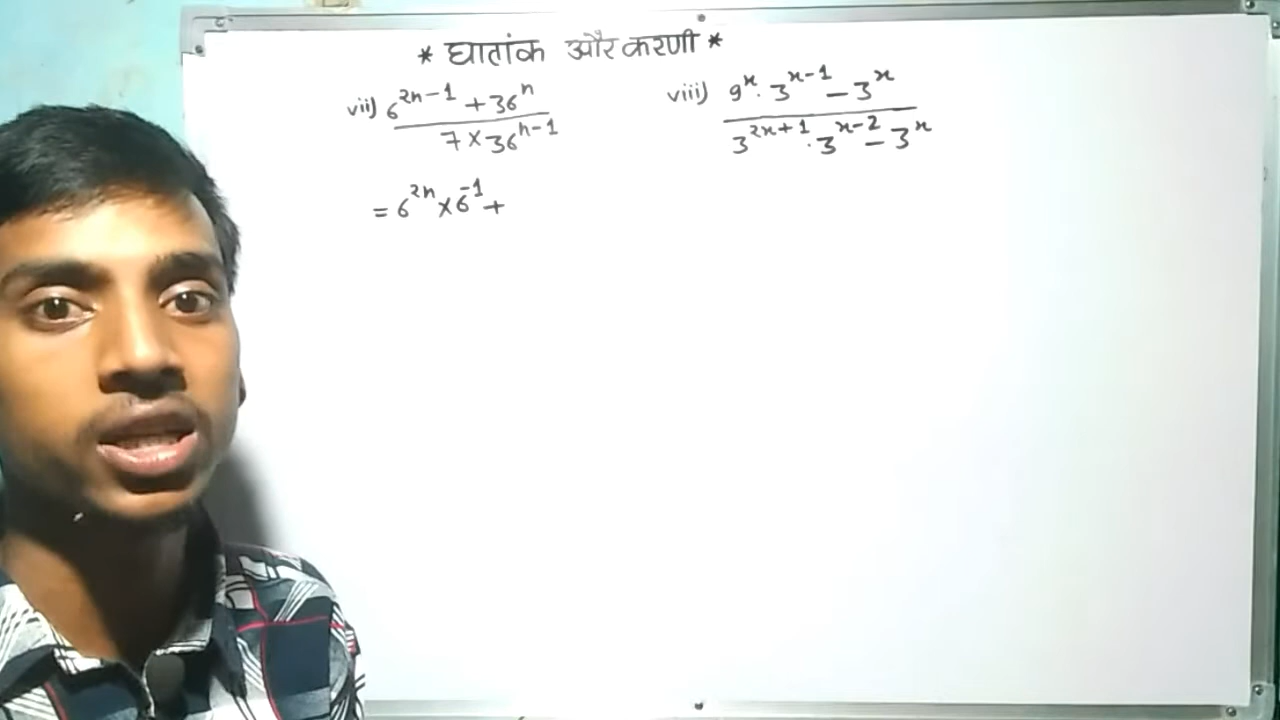 * घातांक और करणी *
vii) 6^{2n-1} + 36^n / 7 × 36^{n-1}
viii) 9^x · 3^{x-1} - 3^x / 3^{2x+1} · 3^{x-2} - 3^x
= 6^{2n} × 6^{-1} +